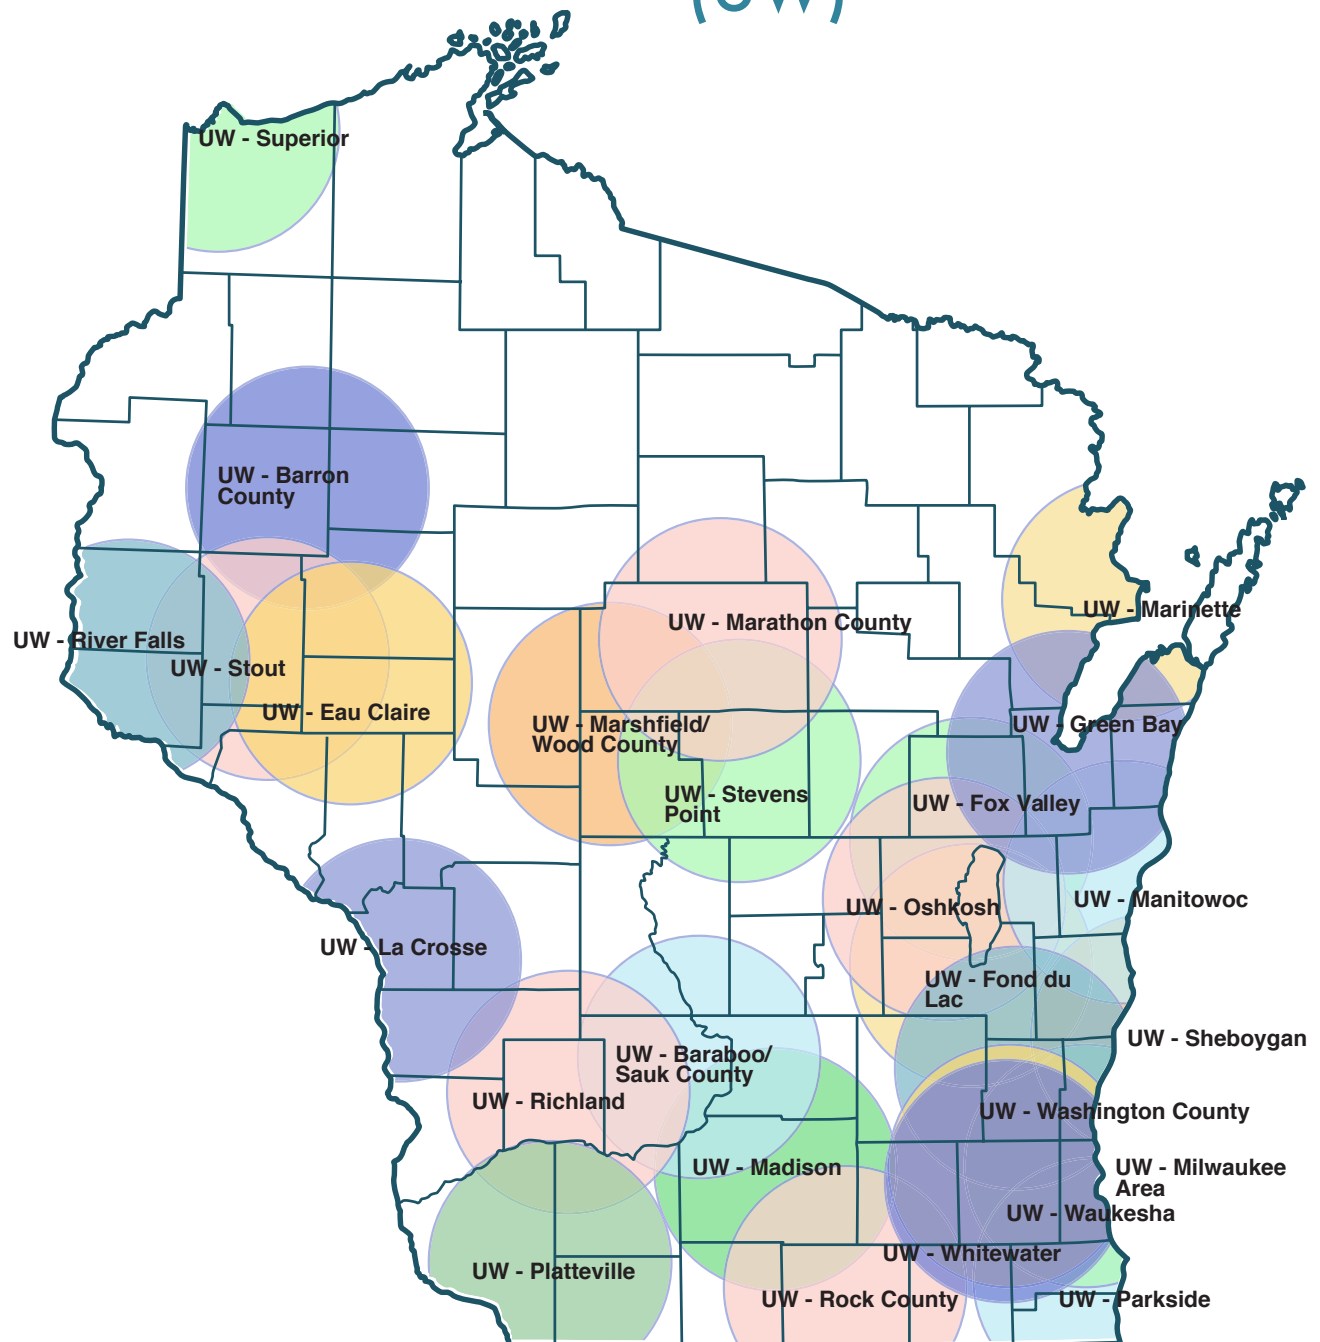 (UW)
UW - Superior
UW - Barron
County
UW - Marinette
UW - Marathon County
UW - River Falls
UW - Stout
UW - Eau Claire
UW - Marshfield/
Wood County
UW - Green Bay
UW - Stevens
Point
UW - Fox Valley
UW - Manitowoc
UW - Oshkosh
UW - La Crosse
UW - Fond du
Lac
UW - Sheboygan
UW - Baraboo/
Sauk County
UW - Richland
UW - Washington County
UW - Madison
UW - Milwaukee
Area
UW - Waukesha
UW - Whitewater
UW - Platteville
UW - Rock County
UW - Parkside